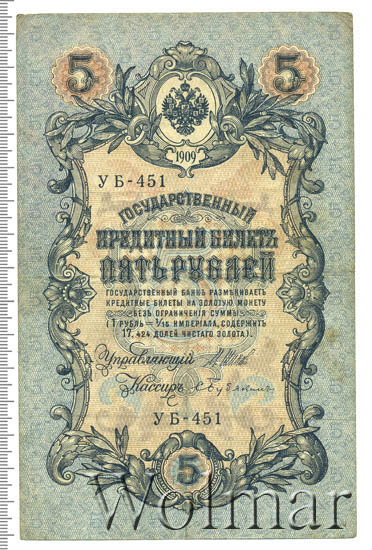 5 5
1909
УБ-451
ГОСУДАРСТВЕННЫЙ
КРЕДИТНЫЙ БИЛЕТЪ
ПЯТЬ РУБЛЕЙ
ГОСУДАРСТВЕННЫЙ БАНКЪ РАЗМѢНИВАЕТЪ
КРЕДИТНЫЕ БИЛЕТЫ НА ЗОЛОТУЮ МОНЕТУ
БЕЗЪ ОГРАНИЧЕНІЯ СУММЫ
(1 РУБЛЬ = 1/15 ИМПЕРІАЛА, СОДЕРЖИТЪ
17,424 ДОЛЕЙ ЧИСТАГО ЗОЛОТА).
Управляющій
Кассиръ
УБ-451
5
Wolmar